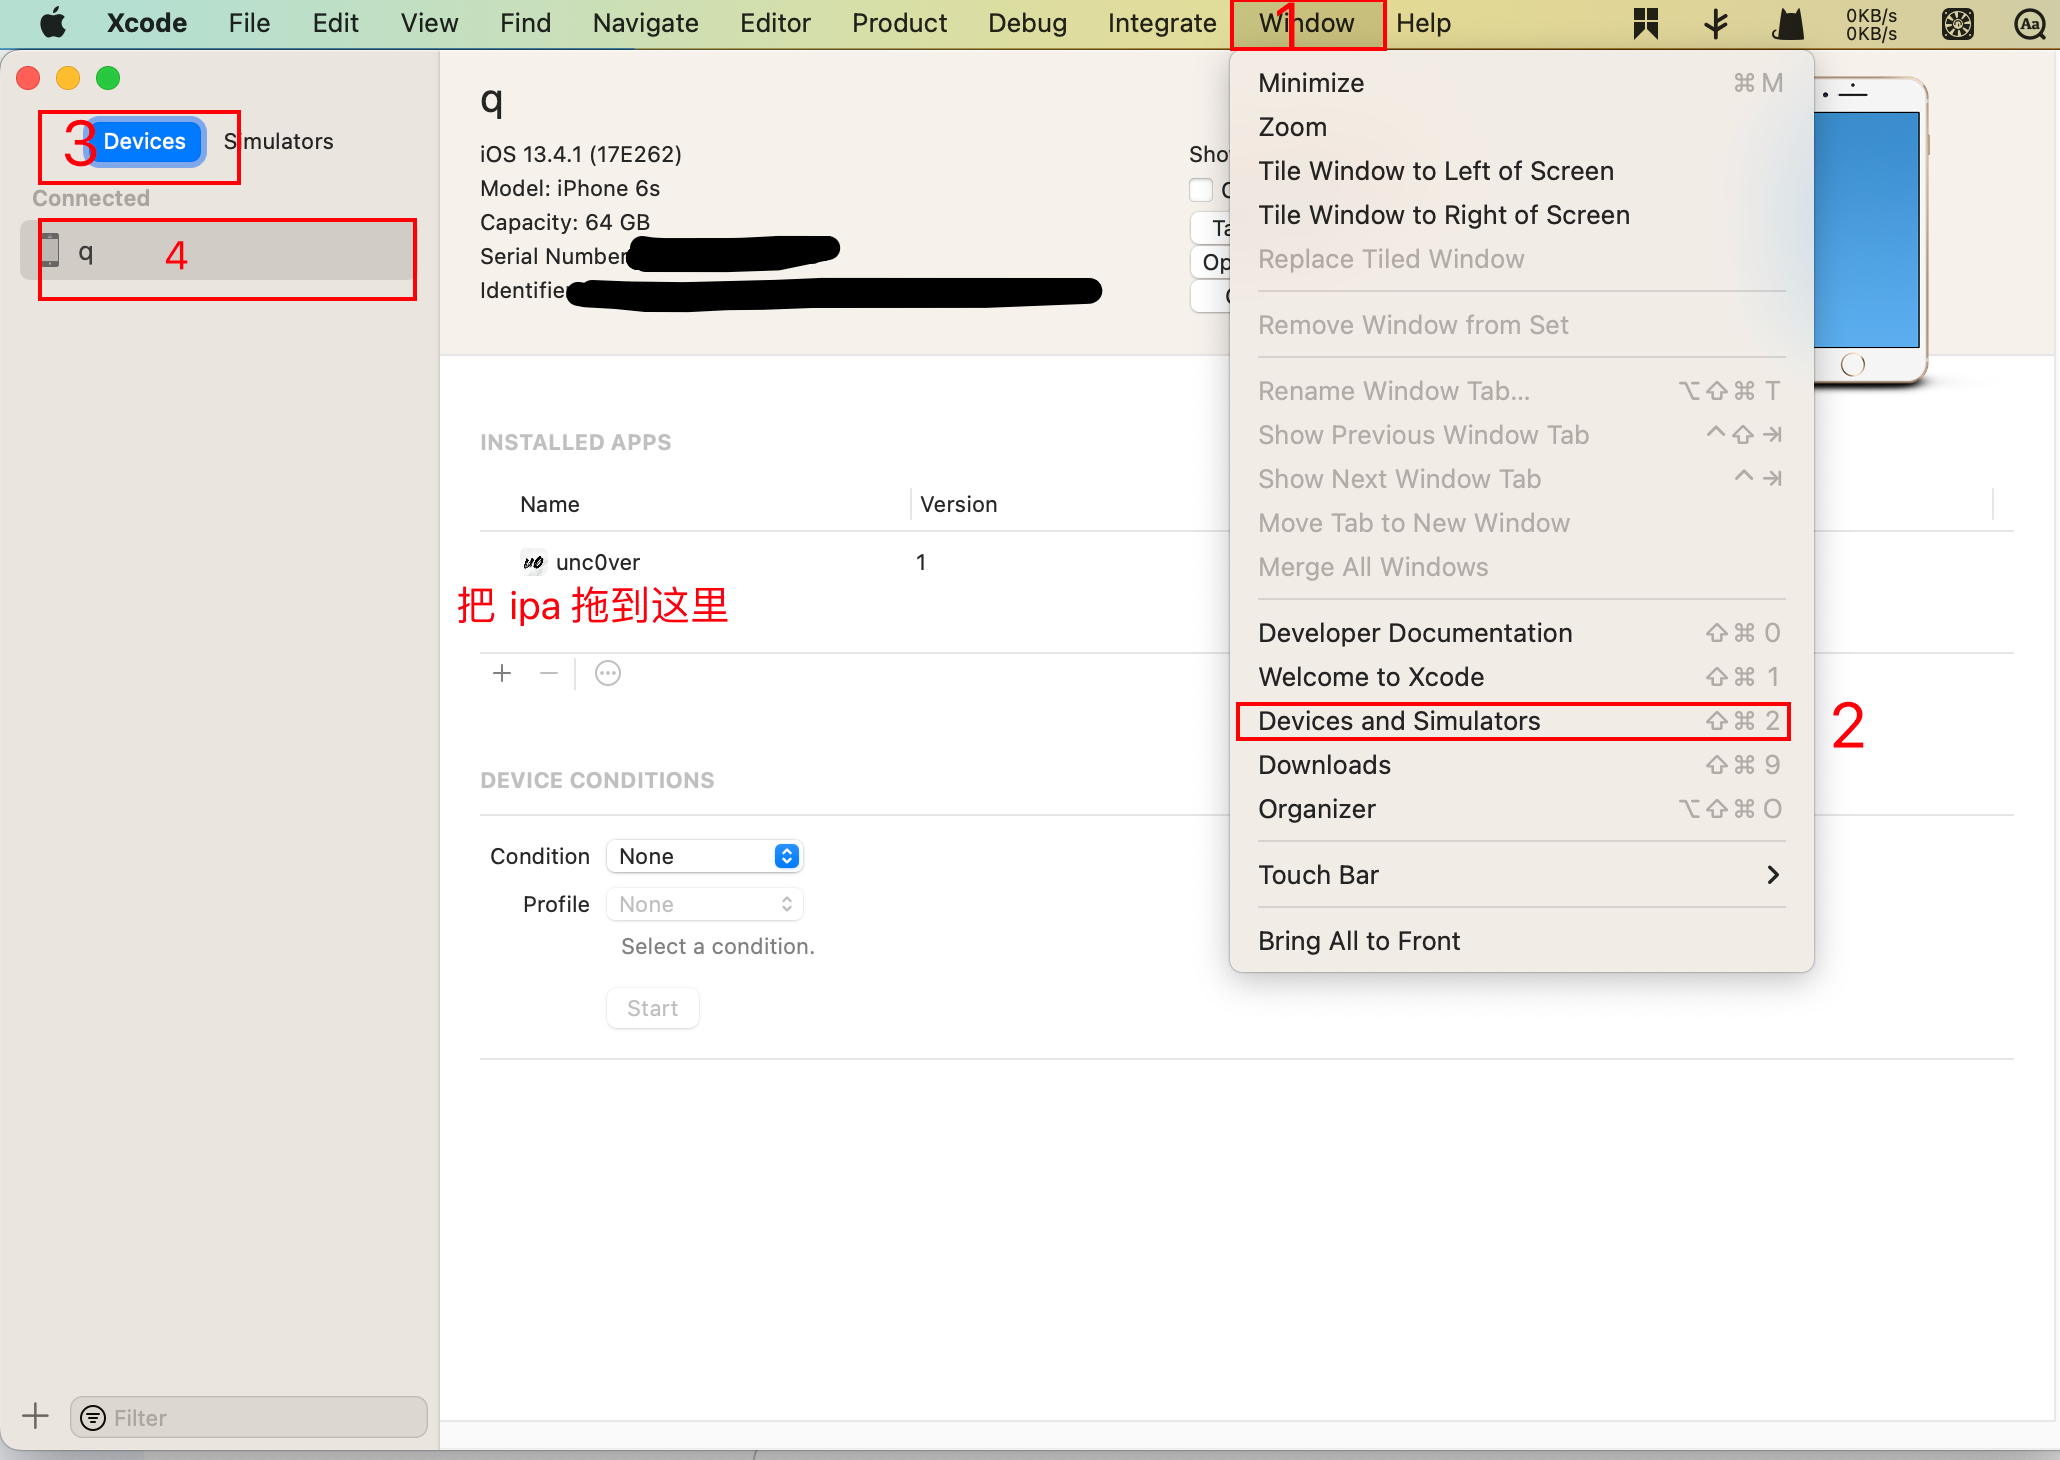 Xcode File Edit View Find Navigate Editor Product Debug Integrate Window Help 0KB/s
0KB/s
Aa
1
3 Devices Simulators
Connected
q 4
q
iOS 13.4.1 (17E262)
Model: iPhone 6s
Capacity: 64 GB
Serial Number
Identifie
INSTALLED APPS
Name Version
unc0ver 1
把 ipa 拖到这里
DEVICE CONDITIONS
Condition None
Profile None
Select a condition.
Start
Filter
Minimize ⌘ M
Zoom
Tile Window to Left of Screen
Tile Window to Right of Screen
Replace Tiled Window
Remove Window from Set
Rename Window Tab... ⌥⇧⌘ T
Show Previous Window Tab ^⇧⇥
Show Next Window Tab ^⇥
Move Tab to New Window
Merge All Windows
Developer Documentation ⇧⌘ 0
Welcome to Xcode ⇧⌘ 1
Devices and Simulators ⇧⌘ 2
2
Downloads ⇧⌘ 9
Organizer ⌥⇧⌘ O
Touch Bar
Bring All to Front